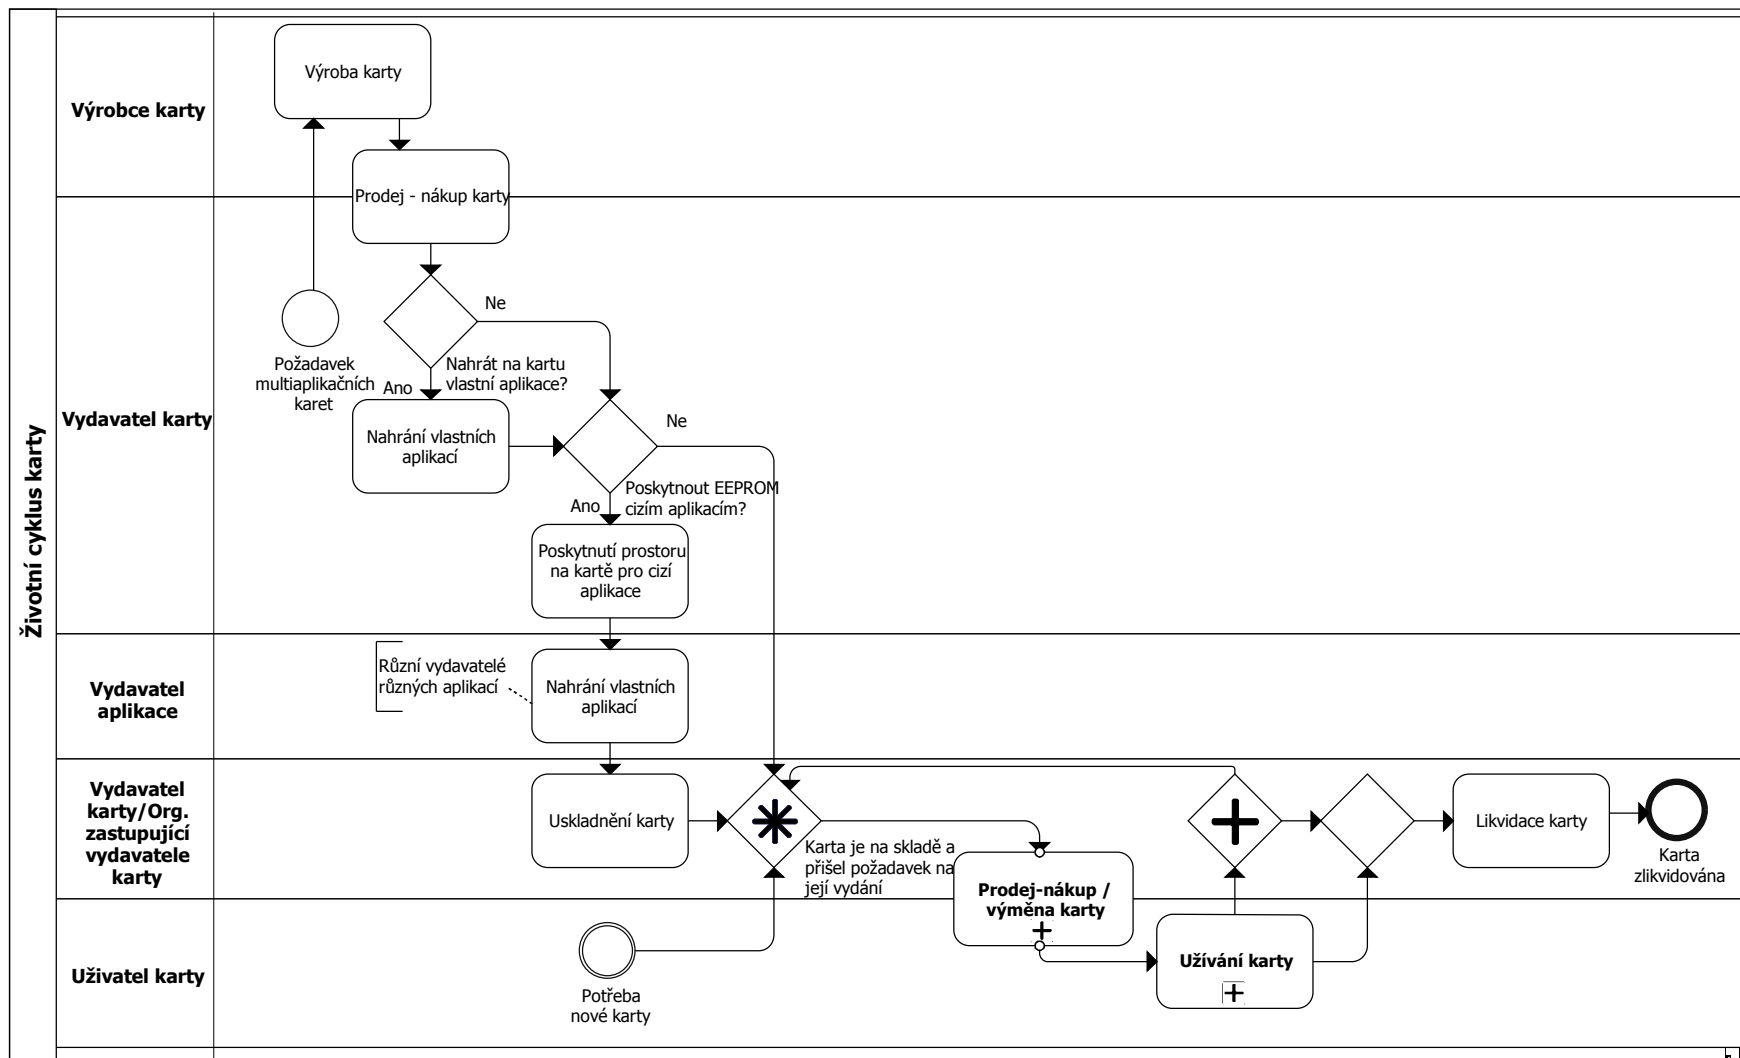 Životní cyklus karty
Výrobce karty
Výroba karty
Prodej - nákup karty
Vydavatel karty
Požadavek
multiaplikačních
karet
Ne
Nahrát na kartu
vlastní aplikace?
Ano
Nahrání vlastních
aplikací
Ne
Poskytnout EEPROM
cizím aplikacím?
Ano
Poskytnutí prostoru
na kartě pro cizí
aplikace
Vydavatel
aplikace
Různí vydavatelé
různých aplikací
Nahrání vlastních
aplikací
Vydavatel
karty/Org.
zastupující
vydavatele
karty
Uskladnění karty
Karta je na skladě a
přišel požadavek na
její vydání
Prodej-nákup /
výměna karty
Likvidace karty
Karta
zlikvidována
Uživatel karty
Potřeba
nové karty
Užívání karty